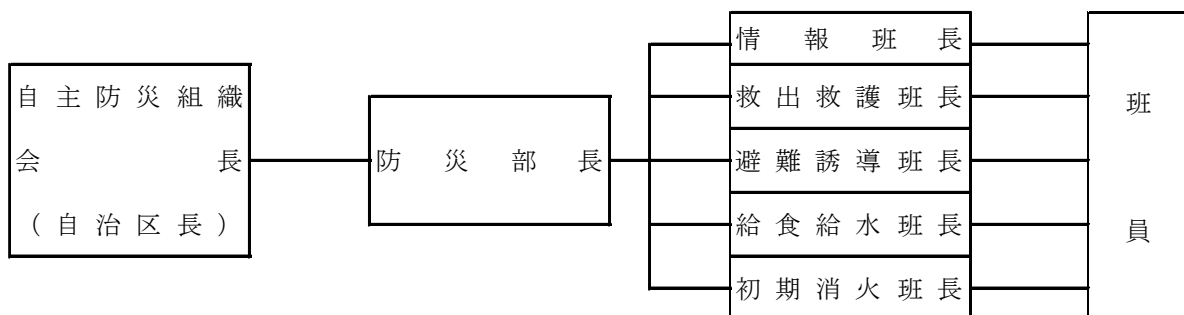 自主防災組織
会長
(自治区長)
防災部長
情報班長
救出救護班長
避難誘導班長
給食給水班長
初期消火班長
班員